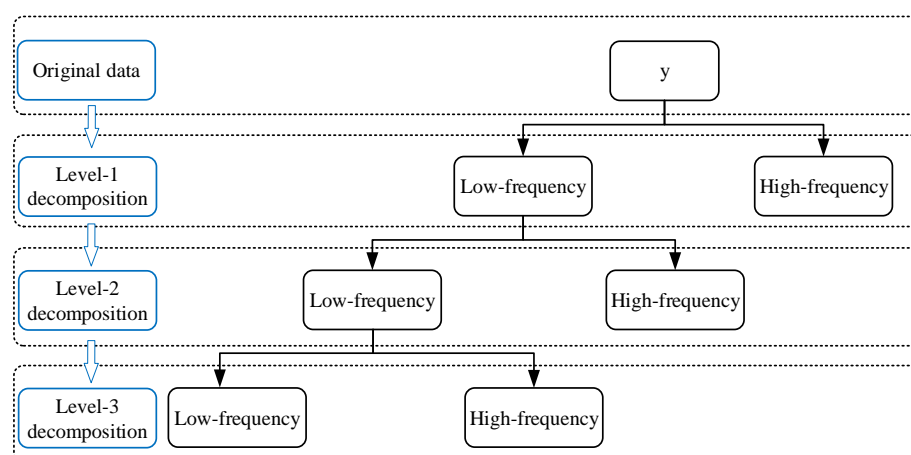 Original data
y
Level-1
decomposition
Low-frequency
High-frequency
Level-2
decomposition
Low-frequency
High-frequency
Level-3
decomposition
Low-frequency
High-frequency